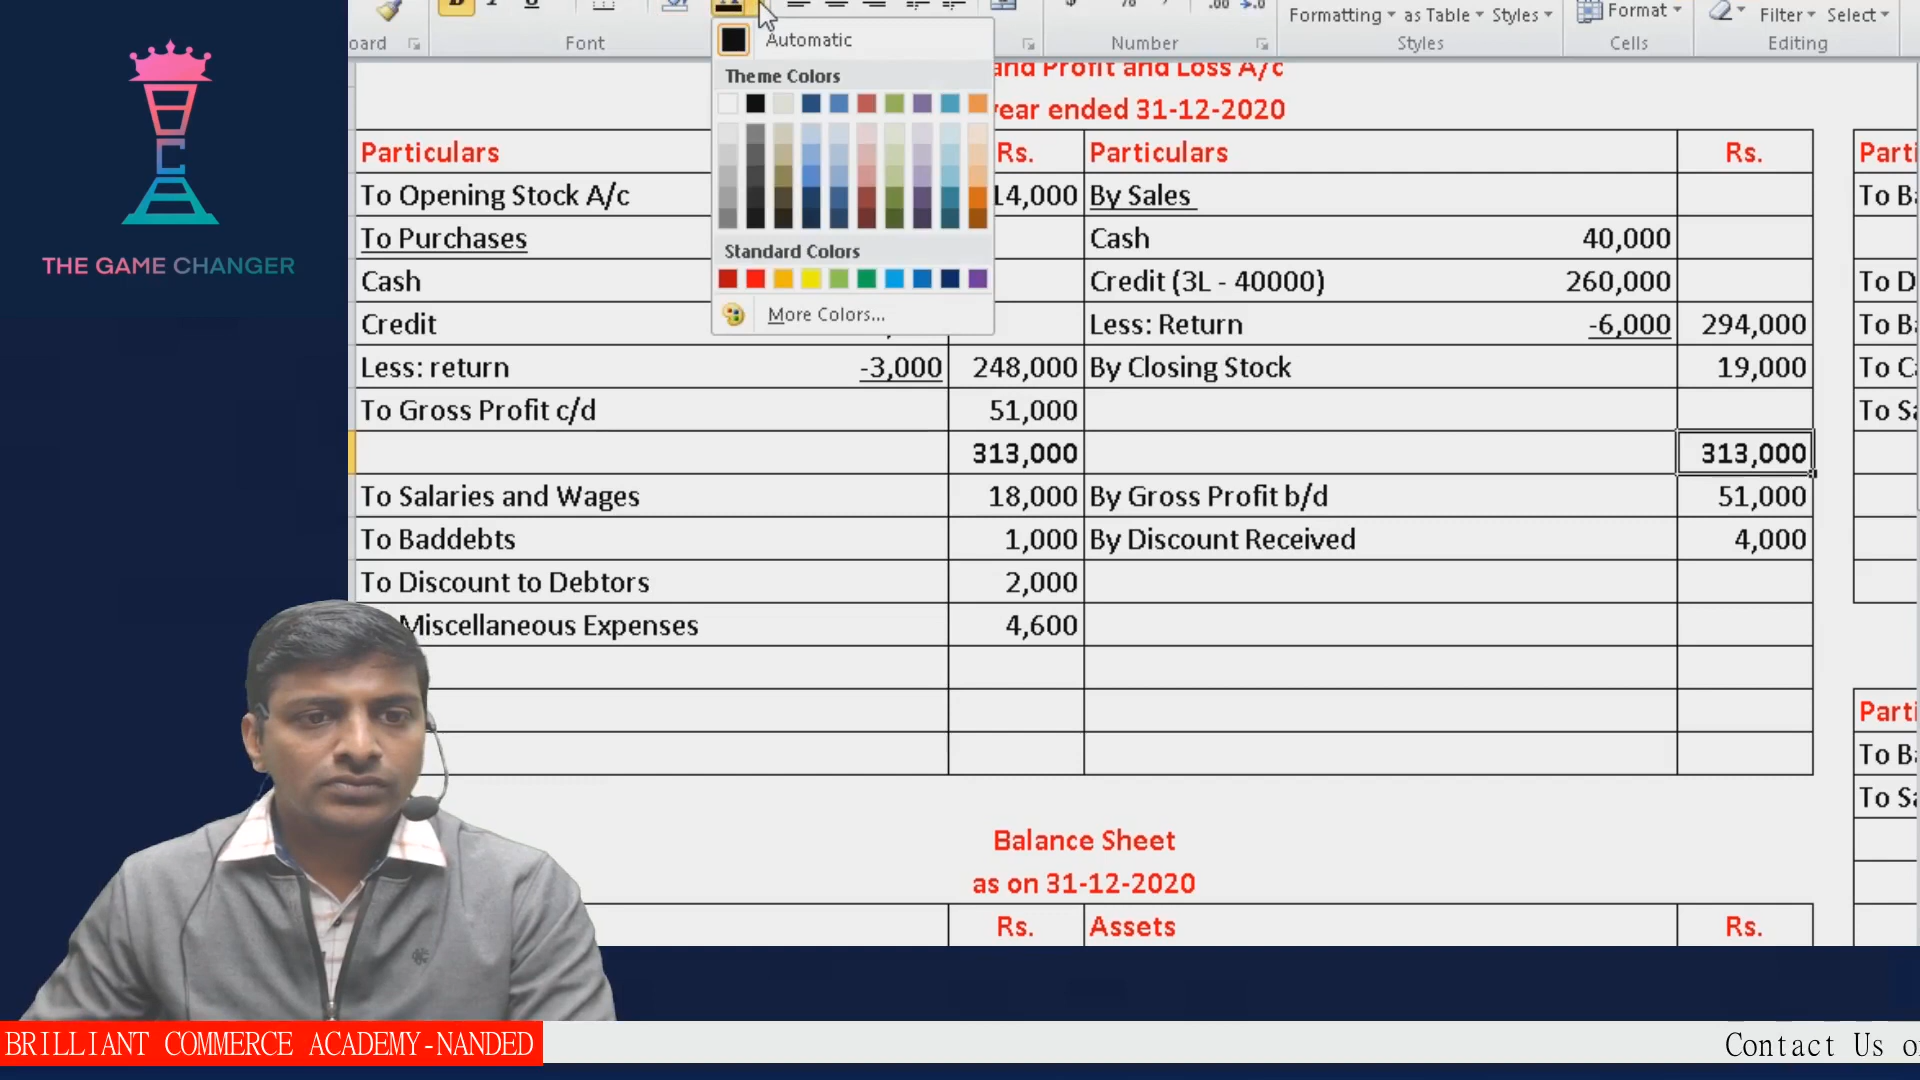 Automatic
Formatting as Table Styles
Format
Filter Select
oard
Font
Number
Styles
Cells
Editing
Theme Colors
Standard Colors
More Colors...
and Profit and Loss A/c
year ended 31-12-2020
Particulars Rs. Particulars Rs.
To Opening Stock A/c 14,000 By Sales
To Purchases Cash 40,000
Cash Credit (3L - 40000) 260,000
Credit Less: Return -6,000 294,000
Less: return -3,000 248,000 By Closing Stock 19,000
To Gross Profit c/d 51,000
313,000 313,000
To Salaries and Wages 18,000 By Gross Profit b/d 51,000
To Baddebts 1,000 By Discount Received 4,000
To Discount to Debtors 2,000
Miscellaneous Expenses 4,600
Balance Sheet
as on 31-12-2020
Rs. Assets Rs.
Parti
To Ba
To D
To Ba
To C
To Sa
Parti
To Ba
To Sa
THE GAME CHANGER
BRILLIANT COMMERCE ACADEMY-NANDED
Contact Us o